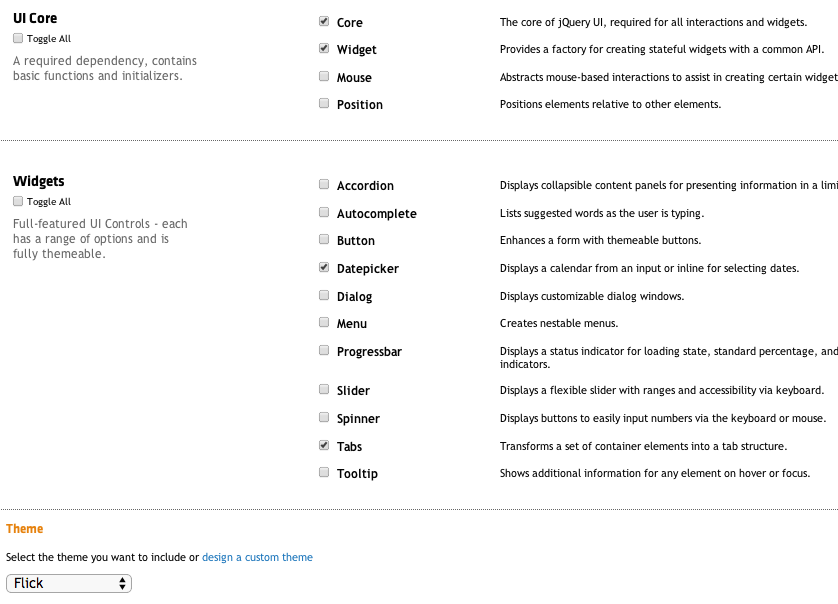 UI Core
Toggle All
A required dependency, contains
basic functions and initializers.
Core The core of jQuery UI, required for all interactions and widgets.
Widget Provides a factory for creating stateful widgets with a common API.
Mouse Abstracts mouse-based interactions to assist in creating certain widget
Position Positions elements relative to other elements.
Widgets
Toggle All
Full-featured UI Controls - each
has a range of options and is
fully themeable.
Accordion Displays collapsible content panels for presenting information in a limi
Autocomplete Lists suggested words as the user is typing.
Button Enhances a form with themeable buttons.
Datepicker Displays a calendar from an input or inline for selecting dates.
Dialog Displays customizable dialog windows.
Menu Creates nestable menus.
Progressbar Displays a status indicator for loading state, standard percentage, and
indicators.
Slider Displays a flexible slider with ranges and accessibility via keyboard.
Spinner Displays buttons to easily input numbers via the keyboard or mouse.
Tabs Transforms a set of container elements into a tab structure.
Tooltip Shows additional information for any element on hover or focus.
Theme
Select the theme you want to include or design a custom theme
Flick